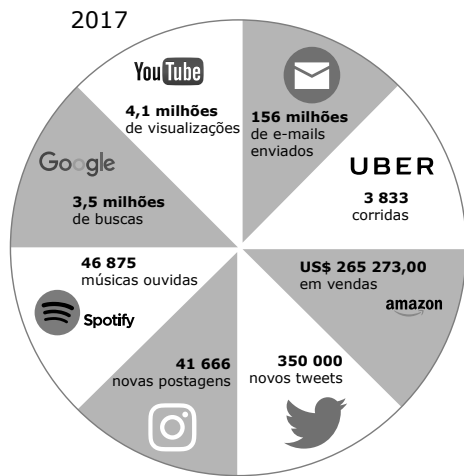 2017
YouTube
4,1 milhões
de visualizações
156 milhões
de e-mails
enviados
UBER
3 833
corridas
US$ 265 273,00
em vendas
amazon
350 000
novos tweets
41 666
novas postagens
46 875
músicas ouvidas
Spotify
Google
3,5 milhões
de buscas